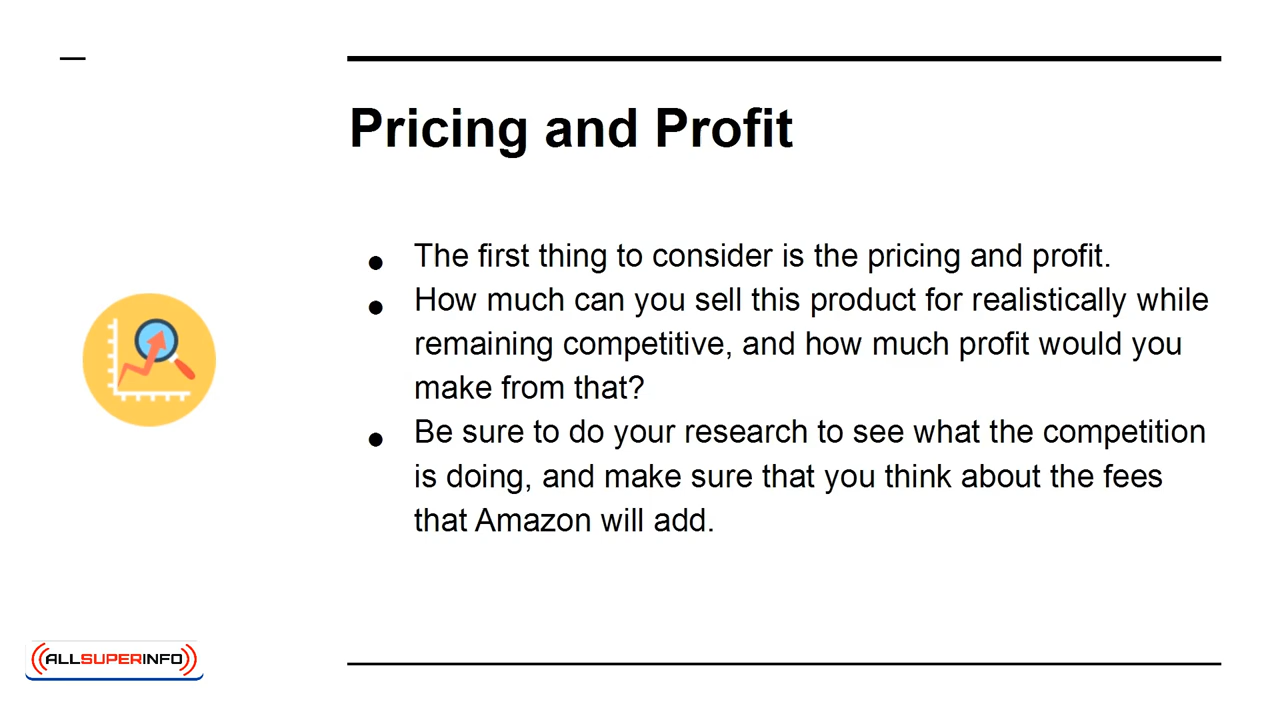 Pricing and Profit
● The first thing to consider is the pricing and profit.
● How much can you sell this product for realistically while
remaining competitive, and how much profit would you
make from that?
● Be sure to do your research to see what the competition
is doing, and make sure that you think about the fees
that Amazon will add.
ALLSUPERINFO